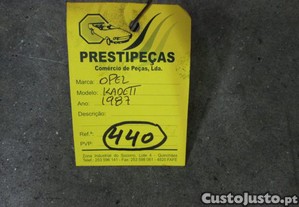 PRESTIPEÇAS
Comércio de Peças, Lda.
Marca: OPEL
Modelo: KADETT
Ano: 1987
Descrição:
Ref.ª: 440
PVP:
CustoJusto.pt